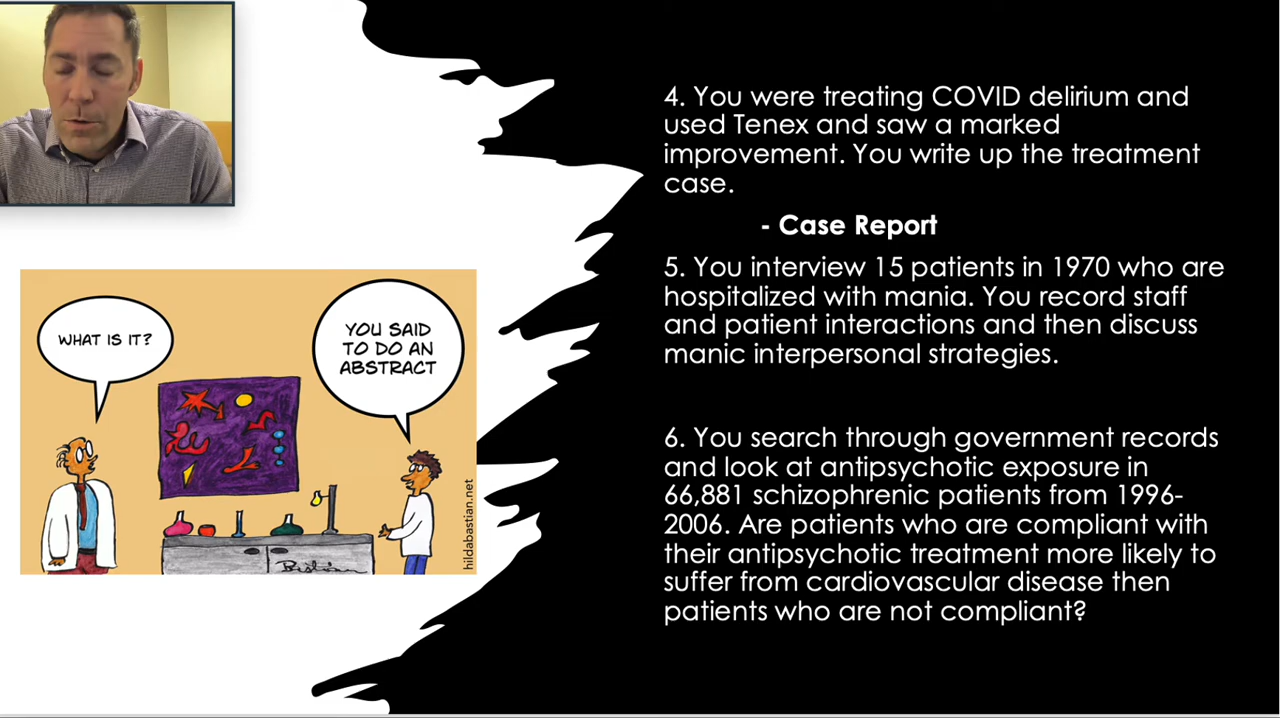 4. You were treating COVID delirium and
used Tenex and saw a marked
improvement. You write up the treatment
case.
- Case Report
5. You interview 15 patients in 1970 who are
hospitalized with mania. You record staff
and patient interactions and then discuss
manic interpersonal strategies.
6. You search through government records
and look at antipsychotic exposure in
66,881 schizophrenic patients from 1996-
2006. Are patients who are compliant with
their antipsychotic treatment more likely to
suffer from cardiovascular disease then
patients who are not compliant?
WHAT IS IT?
YOU SAID
TO DO AN
ABSTRACT
hildabastian.net
Bastian